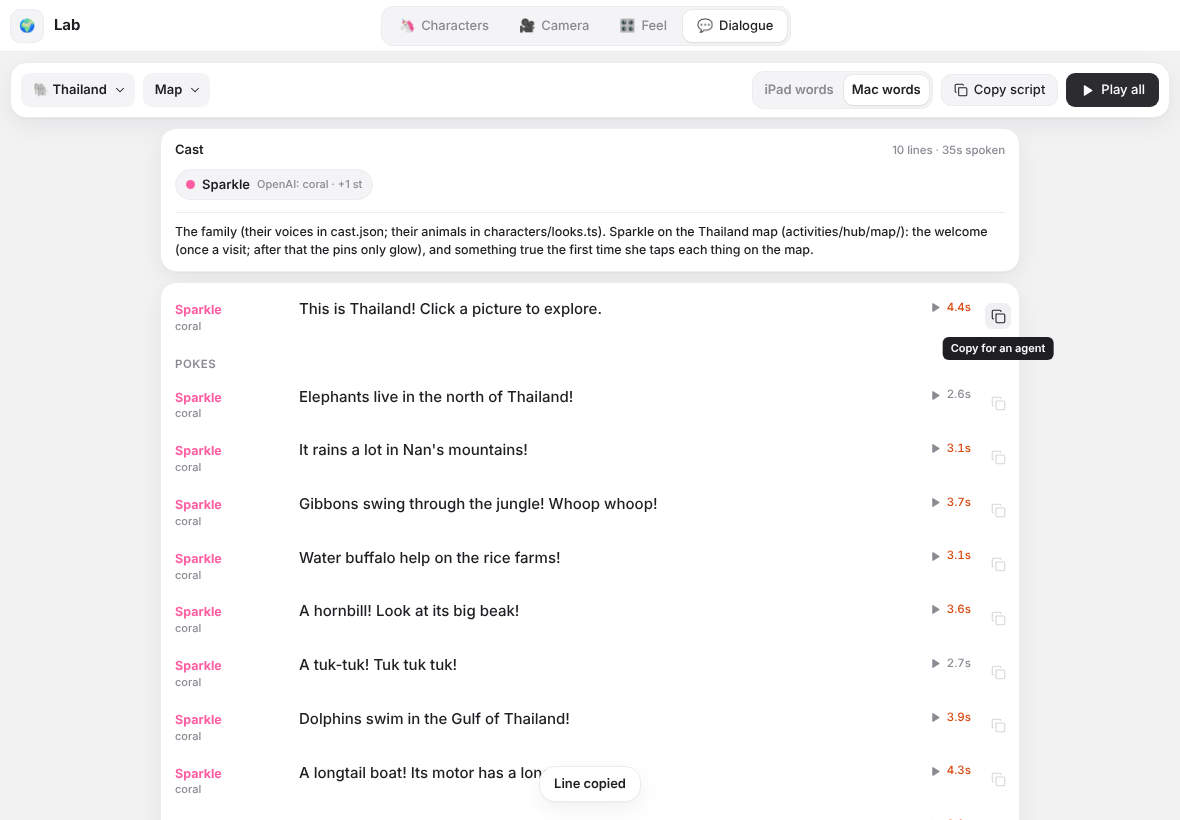 Lab
Characters
Camera
Feel
Dialogue
Thailand
Map
iPad words
Mac words
Copy script
Play all
Cast
10 lines · 35s spoken
Sparkle OpenAI: coral · +1 st
The family (their voices in cast.json; their animals in characters/looks.ts). Sparkle on the Thailand map (activities/hub/map/): the welcome
(once a visit; after that the pins only glow), and something true the first time she taps each thing on the map.
Sparkle
coral
This is Thailand! Click a picture to explore.
4.4s
Copy for an agent
POKES
Sparkle
coral
Elephants live in the north of Thailand!
2.6s
Sparkle
coral
It rains a lot in Nan's mountains!
3.1s
Sparkle
coral
Gibbons swing through the jungle! Whoop whoop!
3.7s
Sparkle
coral
Water buffalo help on the rice farms!
3.1s
Sparkle
coral
A hornbill! Look at its big beak!
3.6s
Sparkle
coral
A tuk-tuk! Tuk tuk tuk!
2.7s
Sparkle
coral
Dolphins swim in the Gulf of Thailand!
3.9s
Sparkle
coral
A longtail boat! Its motor has a lon
4.3s
Line copied